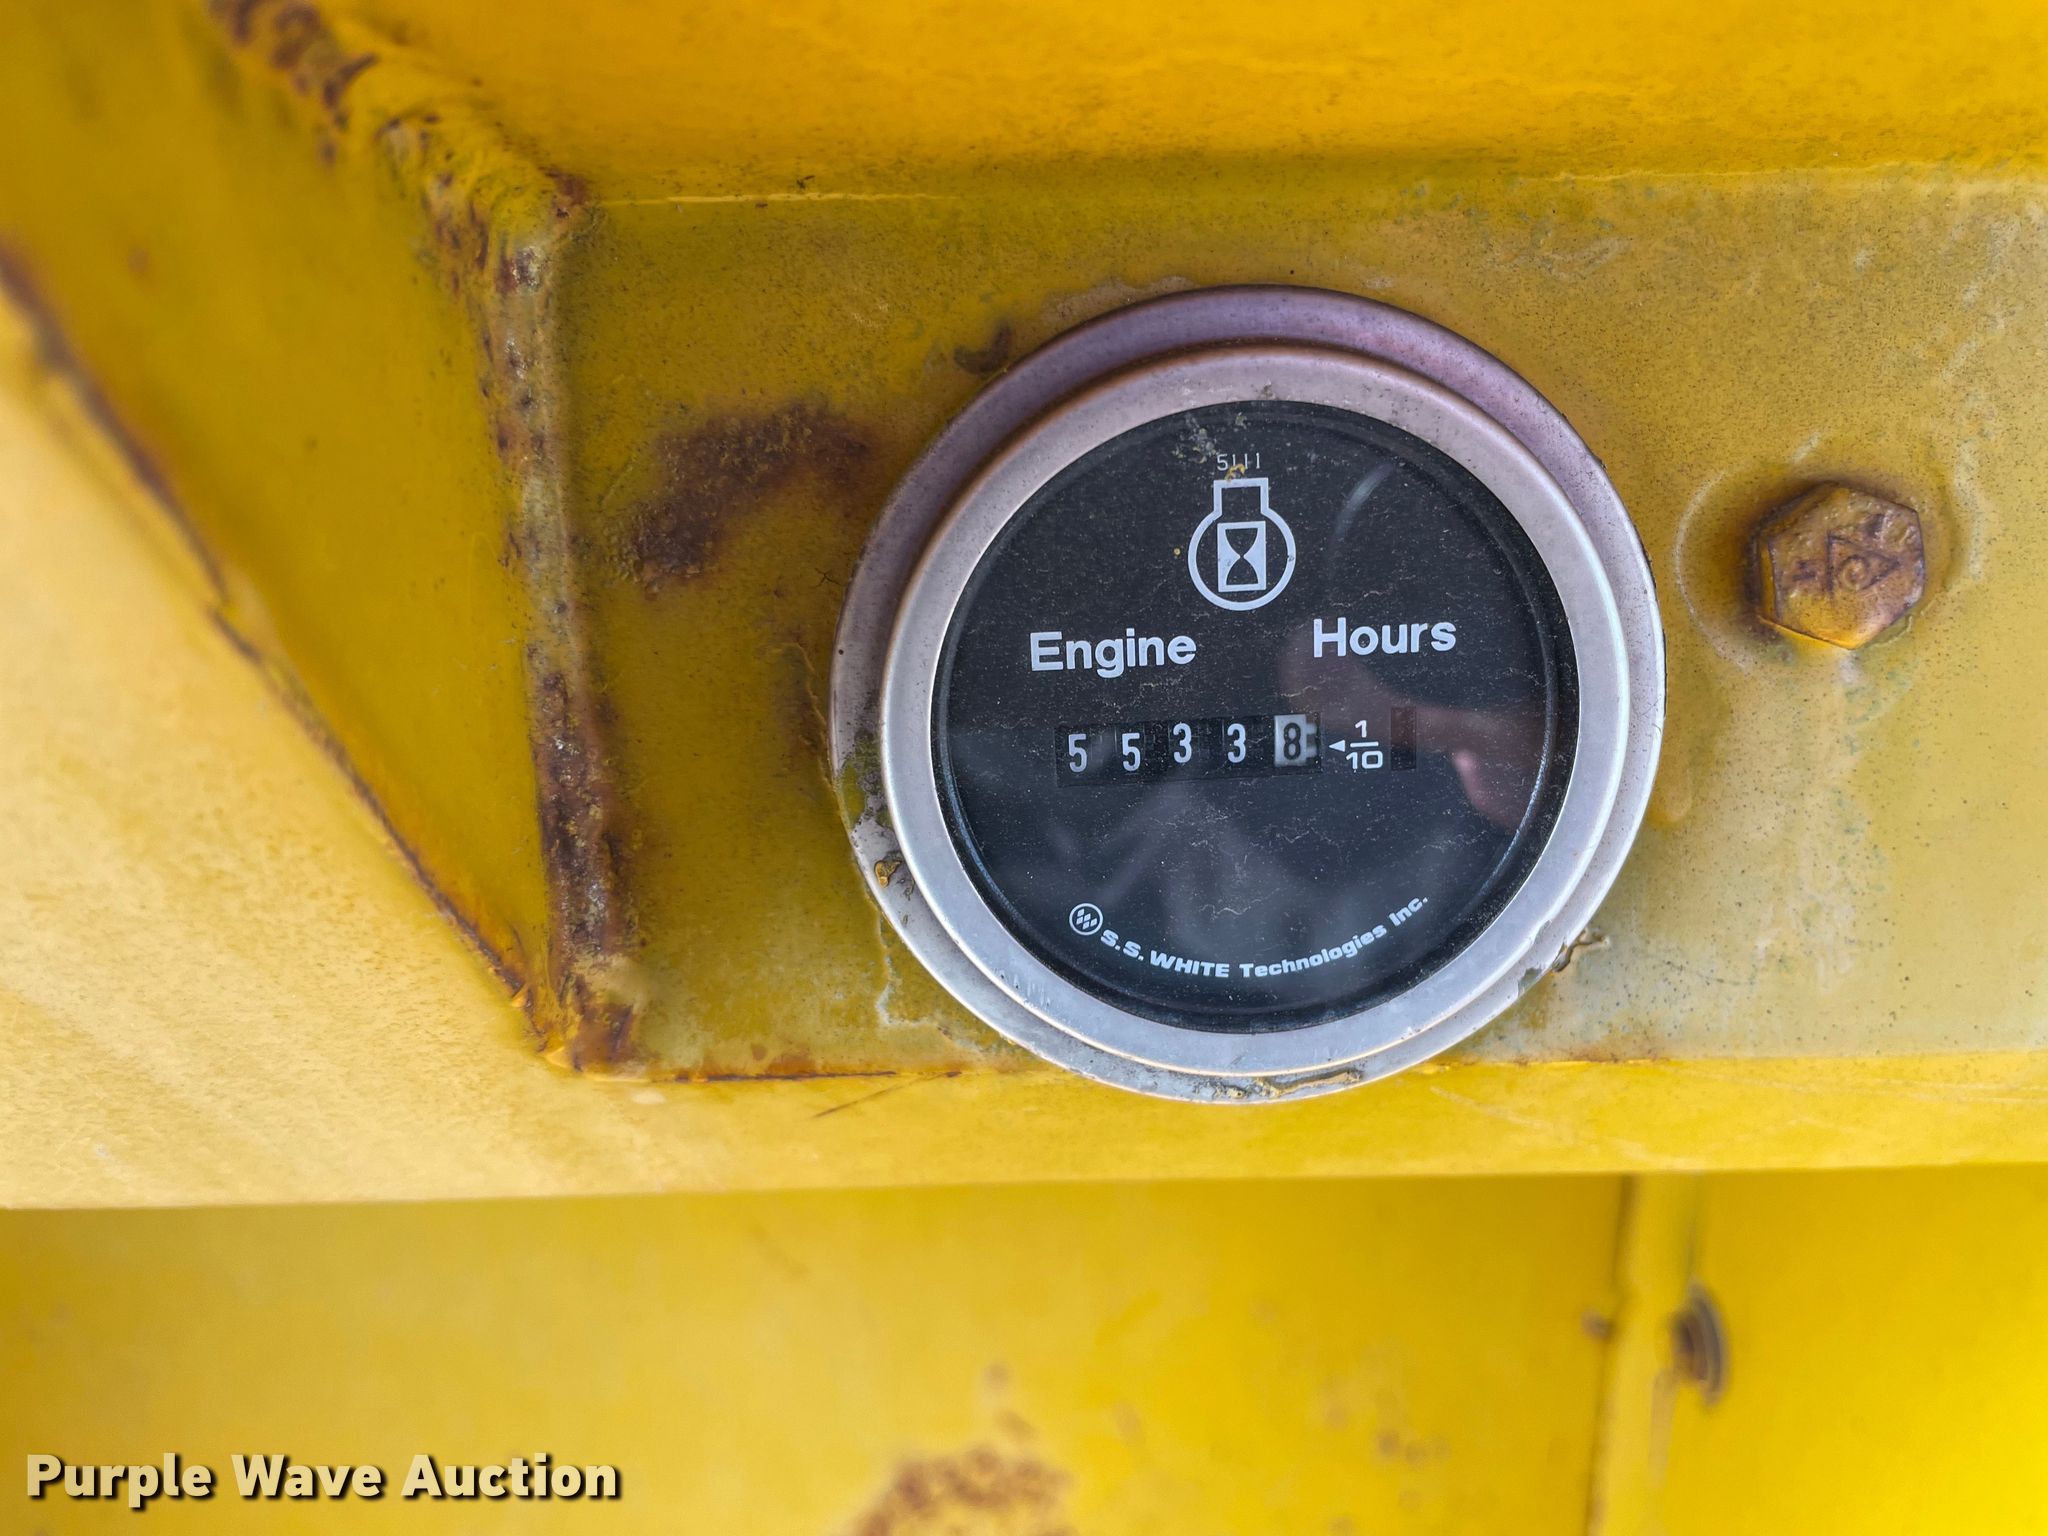 5111
Engine Hours
5 5 3 3 8 ◄ 1/10
S.S. WHITE Technologies Inc.
Purple Wave Auction